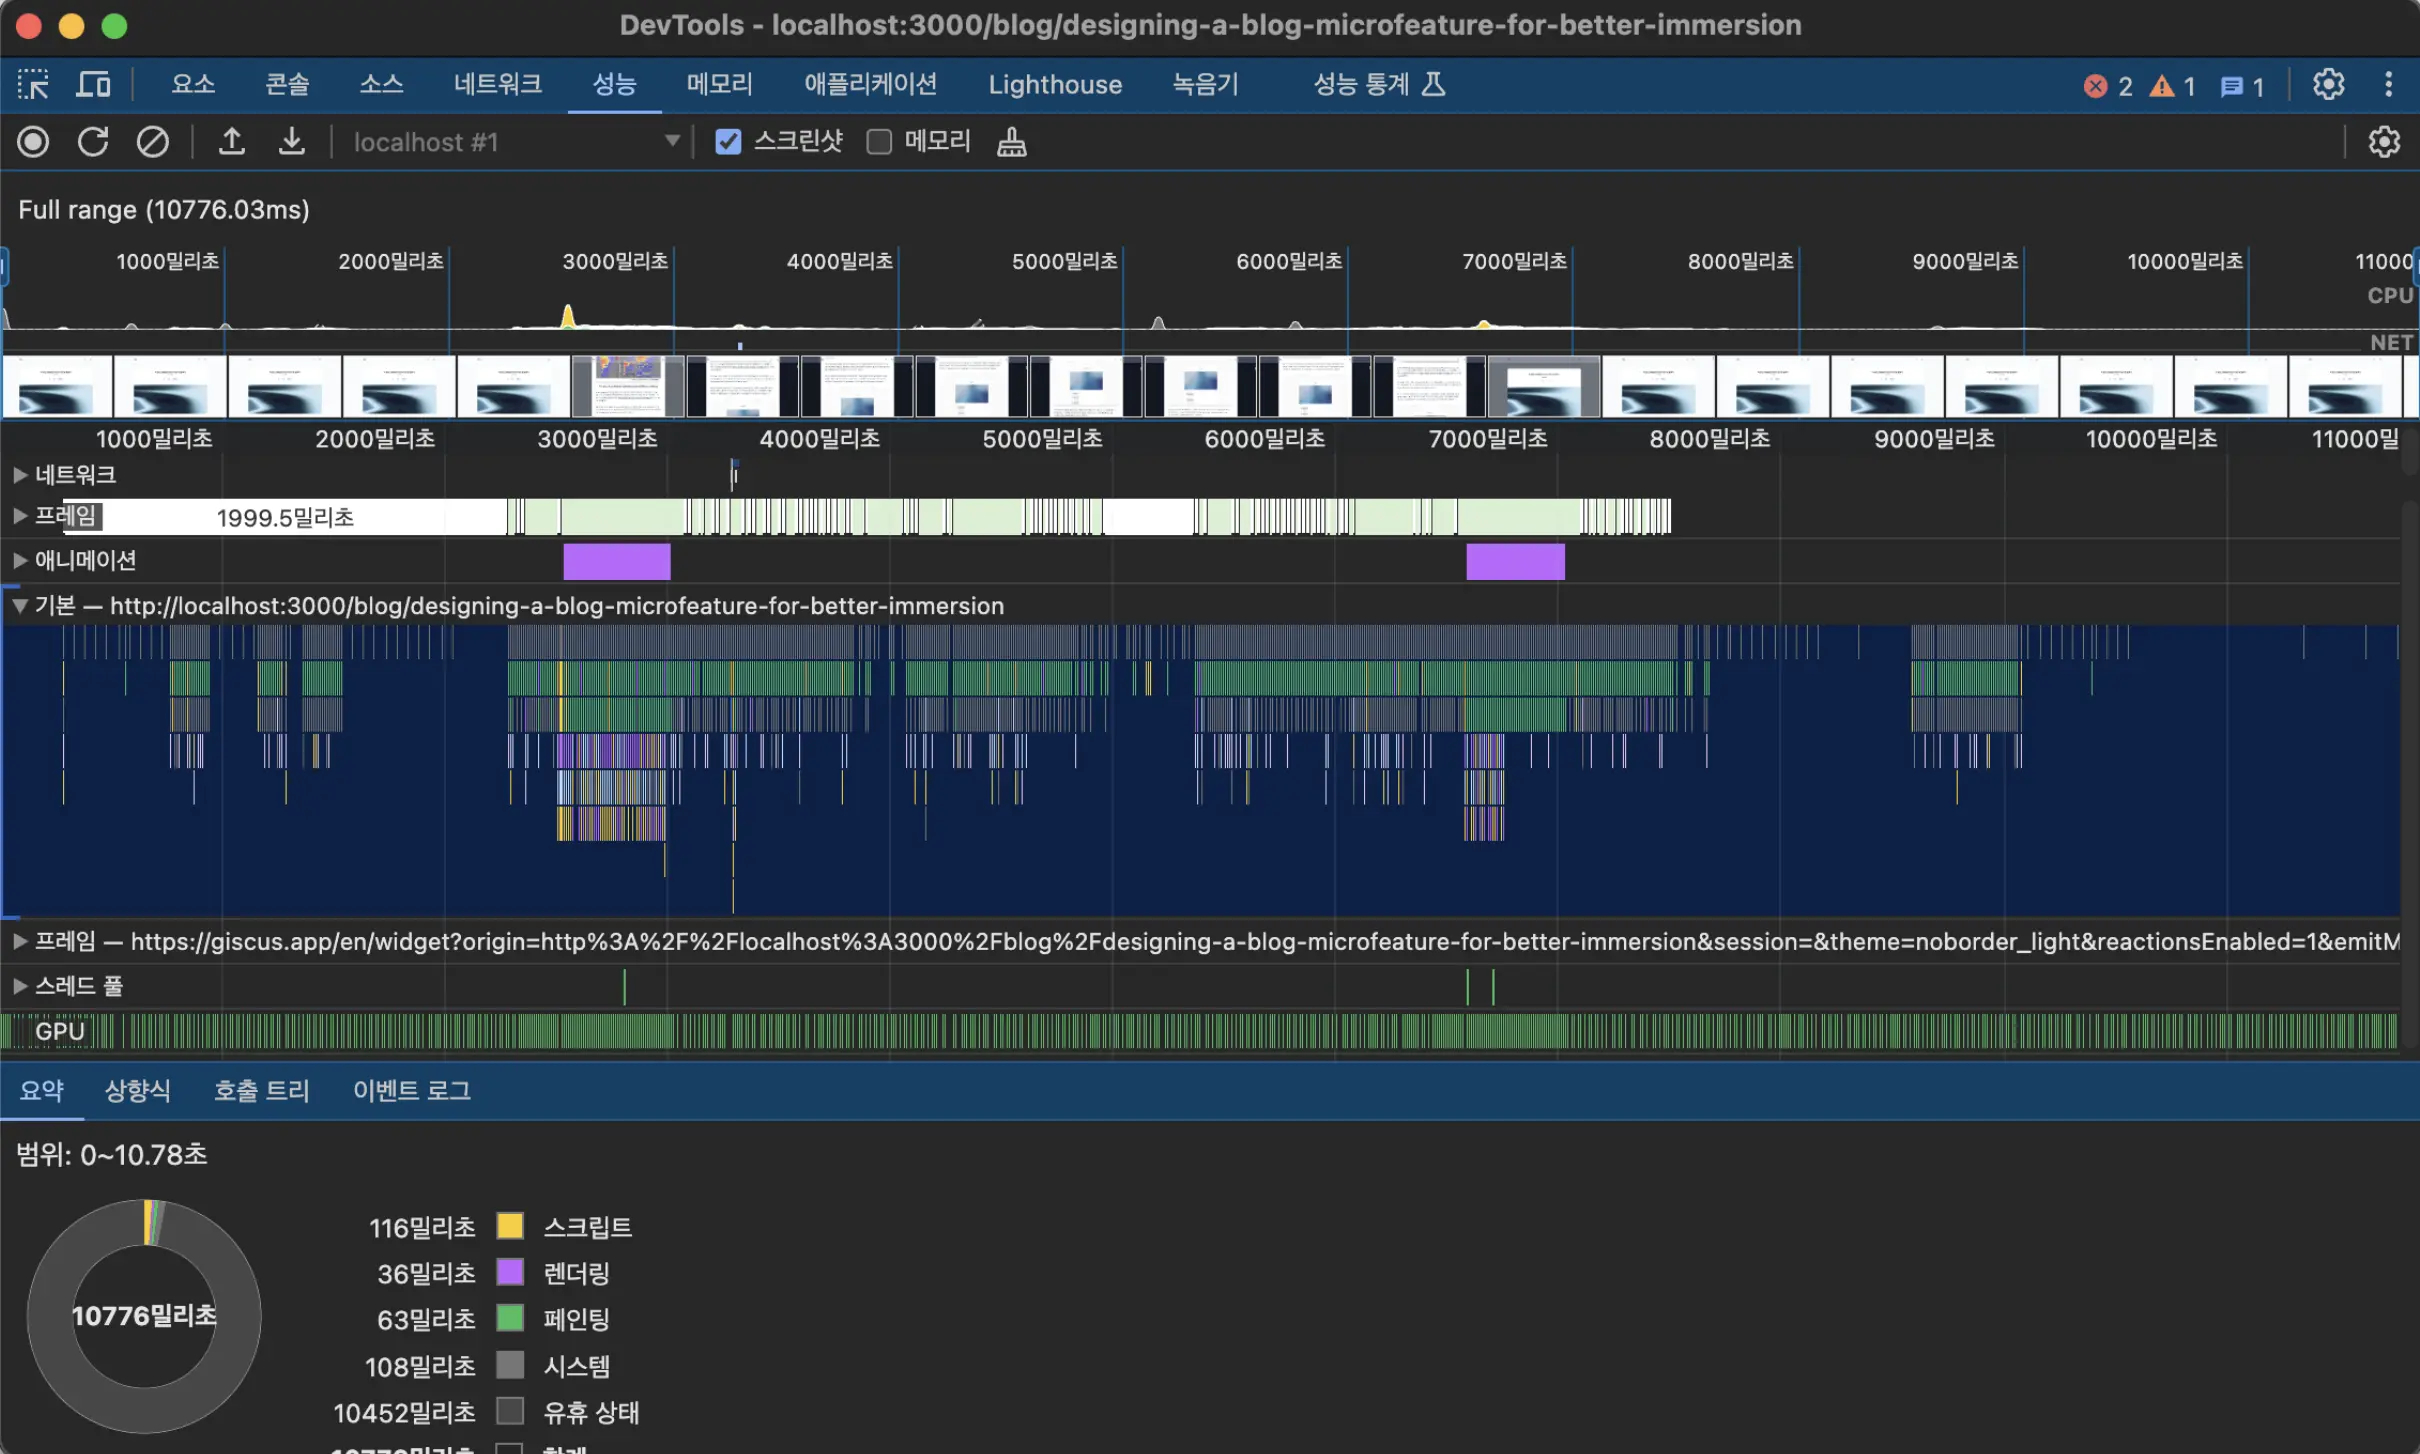 DevTools - localhost:3000/blog/designing-a-blog-microfeature-for-better-immersion
요소 콘솔 소스 네트워크 성능 메모리 애플리케이션 Lighthouse 녹음기 성능 통계 2 1 1
localhost #1 스크린샷 메모리
Full range (10776.03ms)
1000밀리초 2000밀리초 3000밀리초 4000밀리초 5000밀리초 6000밀리초 7000밀리초 8000밀리초 9000밀리초 10000밀리초 11000
CPU
NET
1000밀리초 2000밀리초 3000밀리초 4000밀리초 5000밀리초 6000밀리초 7000밀리초 8000밀리초 9000밀리초 10000밀리초 11000밀
네트워크
프레임 1999.5밀리초
애니메이션
기본 — http://localhost:3000/blog/designing-a-blog-microfeature-for-better-immersion
프레임 — https://giscus.app/en/widget?origin=http%3A%2F%2Flocalhost%3A3000%2Fblog%2Fdesigning-a-blog-microfeature-for-better-immersion&session=&theme=noborder_light&reactionsEnabled=1&emitM
스레드 풀
GPU
요약 상향식 호출 트리 이벤트 로그
범위: 0~10.78초
10776밀리초
116밀리초 스크립트
36밀리초 렌더링
63밀리초 페인팅
108밀리초 시스템
10452밀리초 유휴 상태